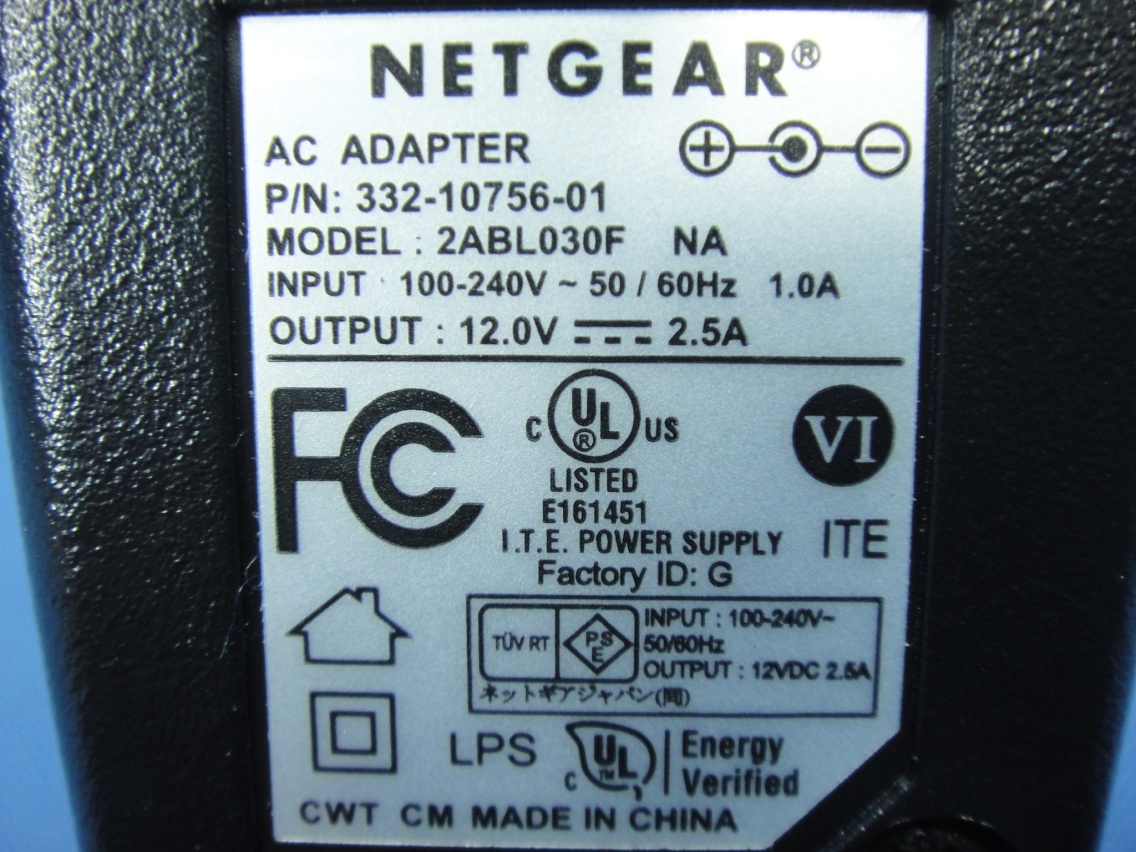 NETGEAR®
AC ADAPTER
P/N: 332-10756-01
MODEL : 2ABL030F NA
INPUT : 100-240V ~ 50 / 60Hz 1.0A
OUTPUT : 12.0V 2.5A
FC
C UL ® US
LISTED
E161451
I.T.E. POWER SUPPLY
Factory ID: G
VI
ITE
TÜV RT
PSE
INPUT : 100-240V~
50/60Hz
OUTPUT : 12VDC 2.5A
ネットギアジャパン(同)
LPS
C UL ™
Energy
Verified
CWT CM MADE IN CHINA